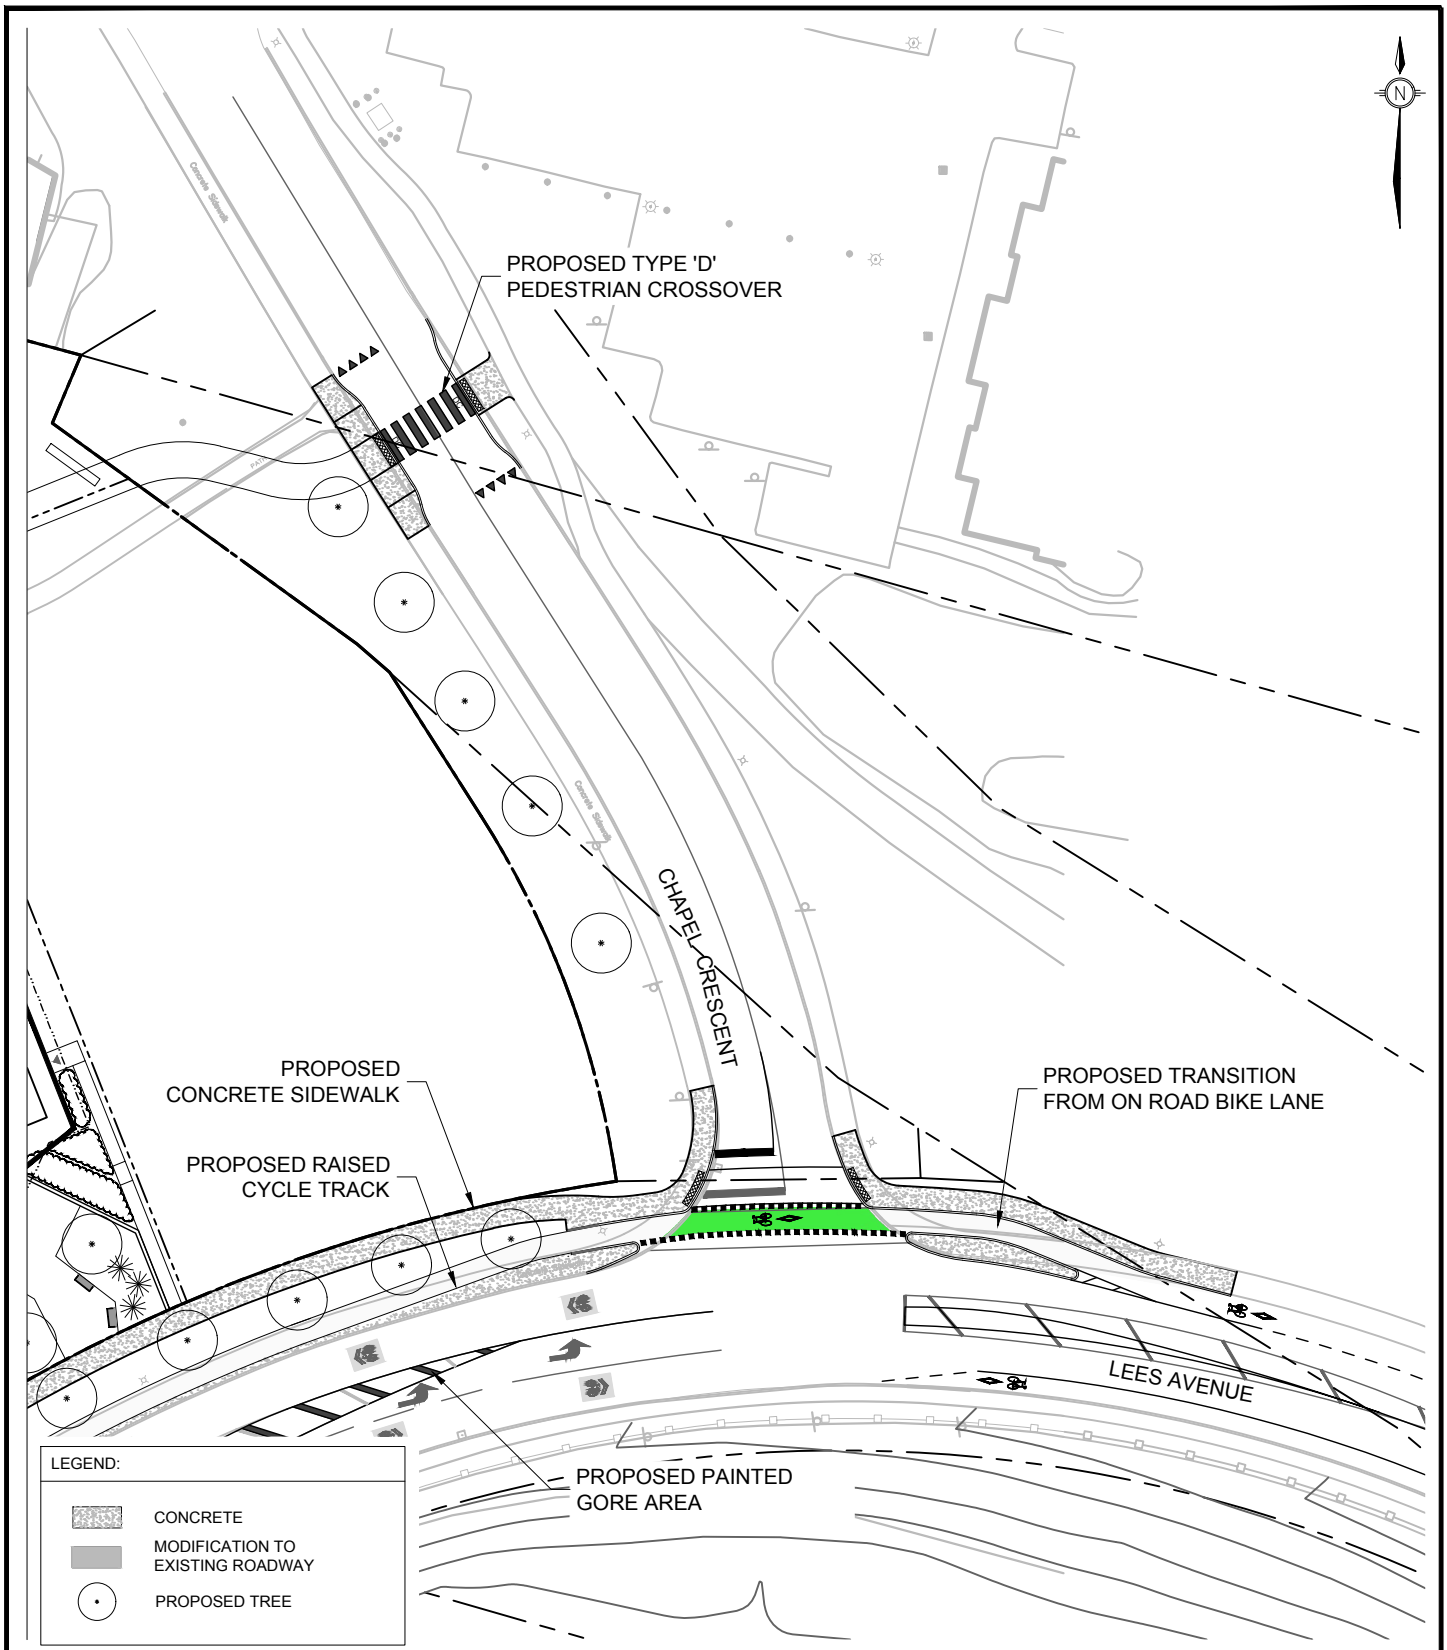 N
Concrete Sidewalk
PROPOSED TYPE 'D'
PEDESTRIAN CROSSOVER
Concrete Sidewalk
CHAPEL CRESCENT
PROPOSED
CONCRETE SIDEWALK
PROPOSED TRANSITION
FROM ON ROAD BIKE LANE
PROPOSED RAISED
CYCLE TRACK
LEES AVENUE
PROPOSED PAINTED
GORE AREA
LEGEND:
CONCRETE
MODIFICATION TO
EXISTING ROADWAY
PROPOSED TREE